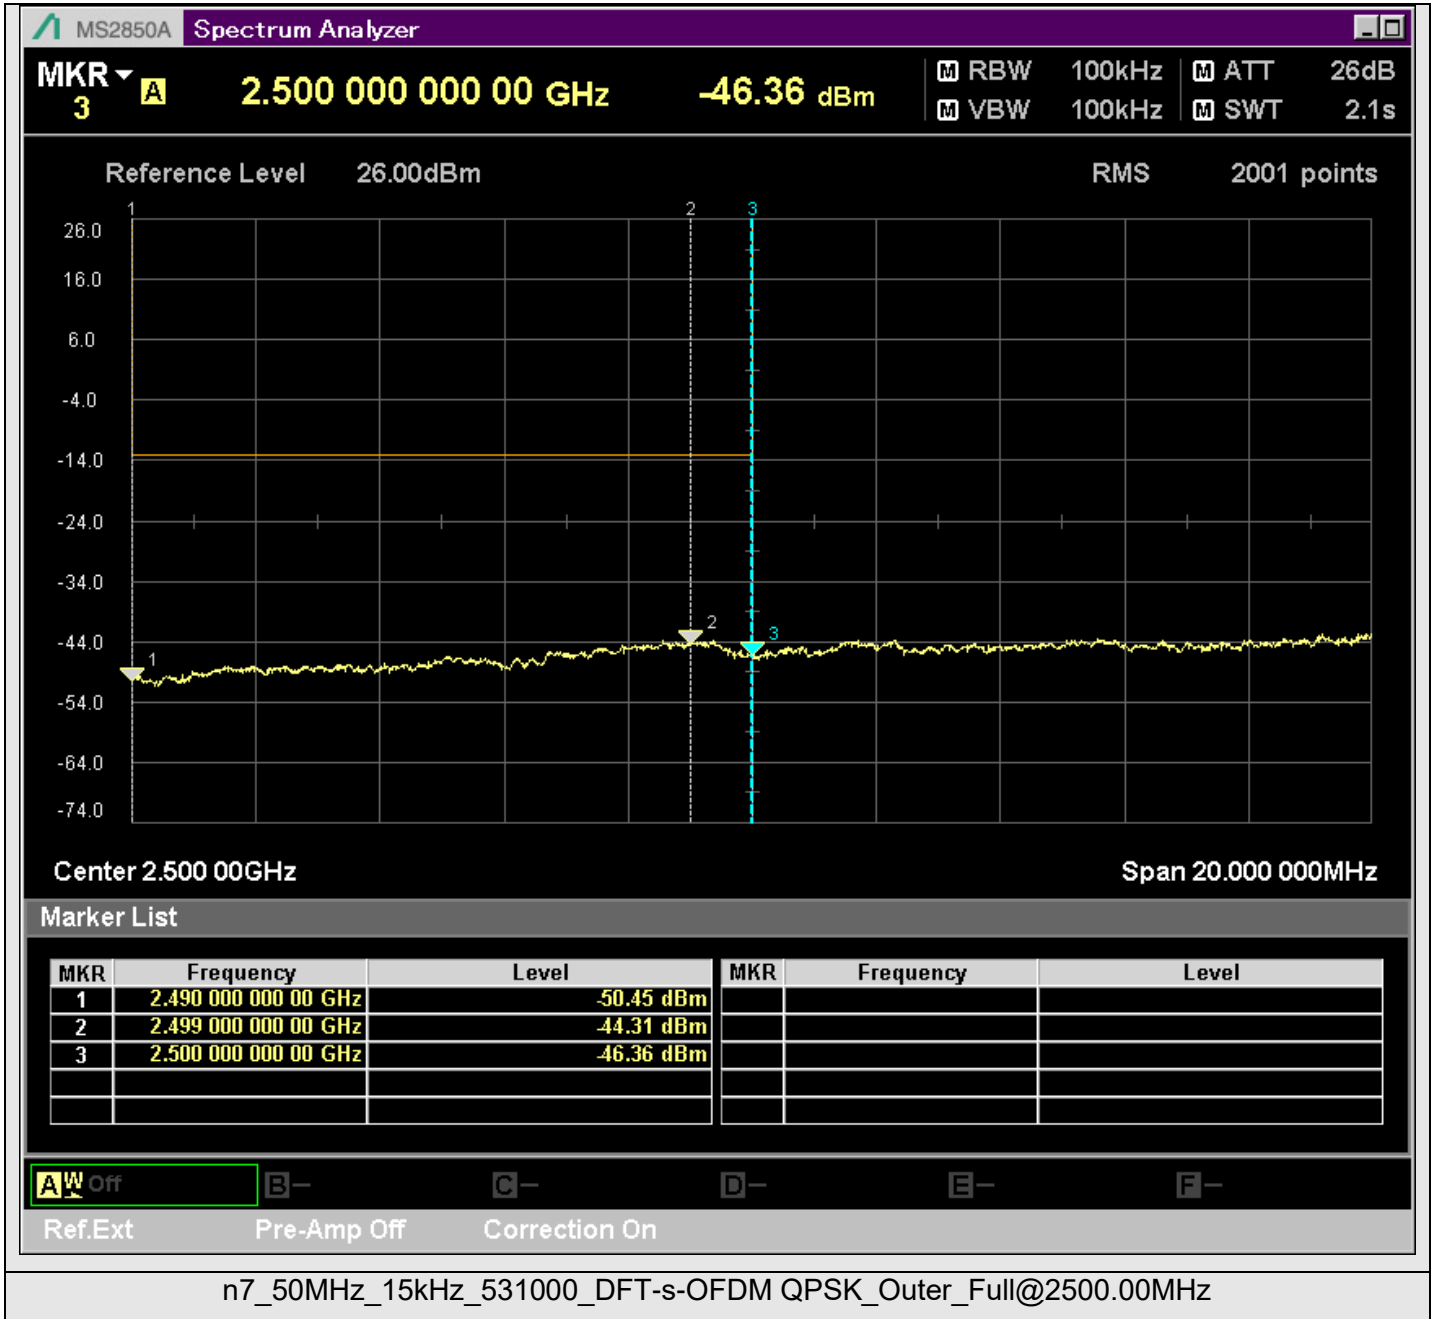 MS2850A Spectrum Analyzer
MKR A 2.500 000 000 00 GHz -46.36 dBm M RBW 100kHz M ATT 26dB
3 M VBW 100kHz M SWT 2.1s
Reference Level 26.00dBm RMS 2001 points
1 2 3
26.0
16.0
6.0
-4.0
-14.0
-24.0
-34.0
2 3
-44.0
1
-54.0
-64.0
-74.0
Center 2.500 00GHz Span 20.000 000MHz
Marker List
MKR Frequency Level MKR Frequency Level
1 2.490 000 000 00 GHz -50.45 dBm
2 2.499 000 000 00 GHz -44.31 dBm
3 2.500 000 000 00 GHz -46.36 dBm
A W Off B- C- D- E- F-
Ref.Ext Pre-Amp Off Correction On
n7_50MHz_15kHz_531000_DFT-s-OFDM QPSK_Outer_Full@2500.00MHz